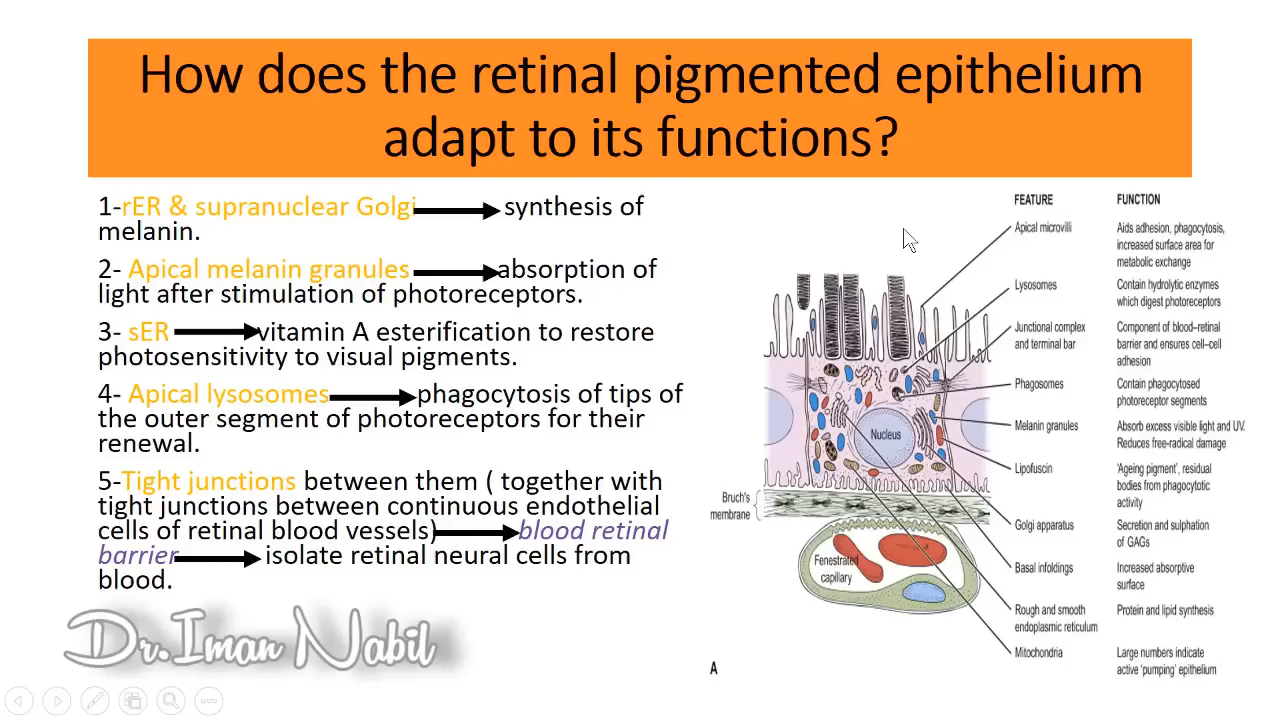 How does the retinal pigmented epithelium
adapt to its functions?
1-rER & supranuclear Golgi synthesis of
melanin.
2- Apical melanin granules absorption of
light after stimulation of photoreceptors.
3- sER vitamin A esterification to restore
photosensitivity to visual pigments.
4- Apical lysosomes phagocytosis of tips of
the outer segment of photoreceptors for their
renewal.
5-Tight junctions between them ( together with
tight junctions between continuous endothelial
cells of retinal blood vessels) blood retinal
barrier isolate retinal neural cells from
blood.
Dr.Iman Nabil
FEATURE FUNCTION
Apical microvilli Aids adhesion, phagocytosis,
increased surface area for
metabolic exchange
Lysosomes Contain hydrolytic enzymes
which digest photoreceptors
Junctional complex Component of blood–retinal
and terminal bar barrier and ensures cell–cell
adhesion
Phagosomes Contain phagocytosed
photoreceptor segments
Melanin granules Absorb excess visible light and UV.
Reduces free-radical damage
Lipofuscin 'Ageing pigment', residual
bodies from phagocytotic
activity
Golgi apparatus Secretion and sulphation
of GAGs
Basal infoldings Increased absorptive
surface
Rough and smooth Protein and lipid synthesis
endoplasmic reticulum
Mitochondria Large numbers indicate
active 'pumping' epithelium
Nucleus
Bruch's
membrane
Fenestrated
capillary
A